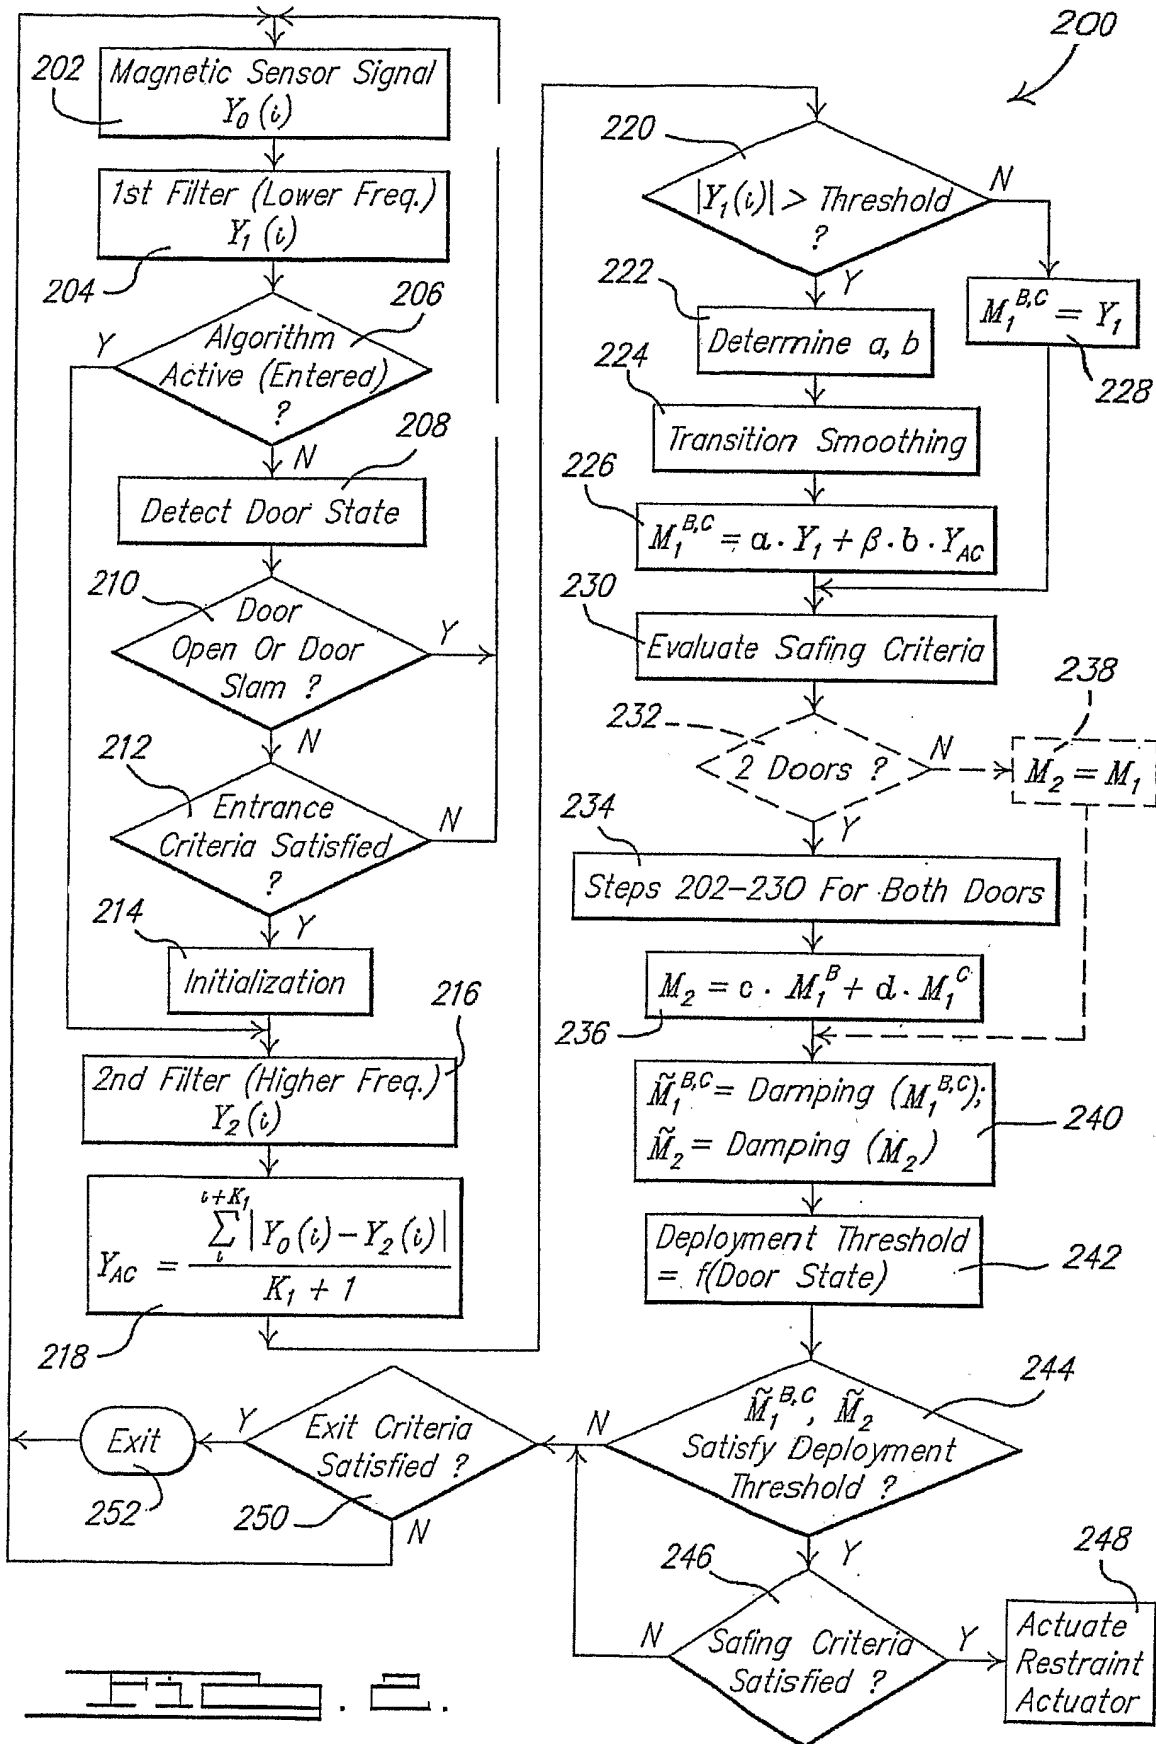 200
202
Magnetic Sensor Signal
Y₀(i)
1st Filter (Lower Freq.)
Y₁(i)
204
206
Algorithm
Active (Entered)
?
Y
N
208
Detect Door State
210
Door
Open Or Door
Slam ?
Y
N
212
Entrance
Criteria Satisfied
?
N
Y
214
Initialization
216
2nd Filter (Higher Freq.)
Y₂(i)
Y_AC = ∑_i^{i+K₁} |Y₀(i) – Y₂(i)| / K₁ + 1
218
220
|Y₁(i)| > Threshold
?
N
Y
222
Determine a, b
M₁^{B,C} = Y₁
228
224
Transition Smoothing
226
M₁^{B,C} = a · Y₁ + β · b · Y_AC
230
Evaluate Safing Criteria
232
2 Doors ?
N
Y
238
M₂ = M₁
234
Steps 202–230 For Both Doors
M₂ = c · M₁^B + d · M₁^C
236
M̃₁^{B,C} = Damping (M₁^{B,C});
M̃₂ = Damping (M₂)
240
Deployment Threshold
= f(Door State)
242
244
M̃₁^{B,C}, M̃₂
Satisfy Deployment
Threshold ?
N
Y
246
Safing Criteria
Satisfied ?
N
Y
248
Actuate
Restraint
Actuator
Exit Criteria
Satisfied ?
250
Y
N
Exit
252